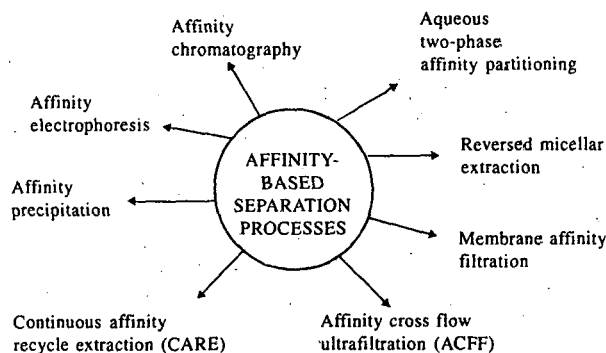 Affinity
chromatography
Aqueous
two-phase
affinity partitioning
Affinity
electrophoresis
Reversed micellar
extraction
AFFINITY-
BASED
SEPARATION
PROCESSES
Affinity
precipitation
Membrane affinity
filtration
Continuous affinity
recycle extraction (CARE)
Affinity cross flow
ultrafiltration (ACFF)